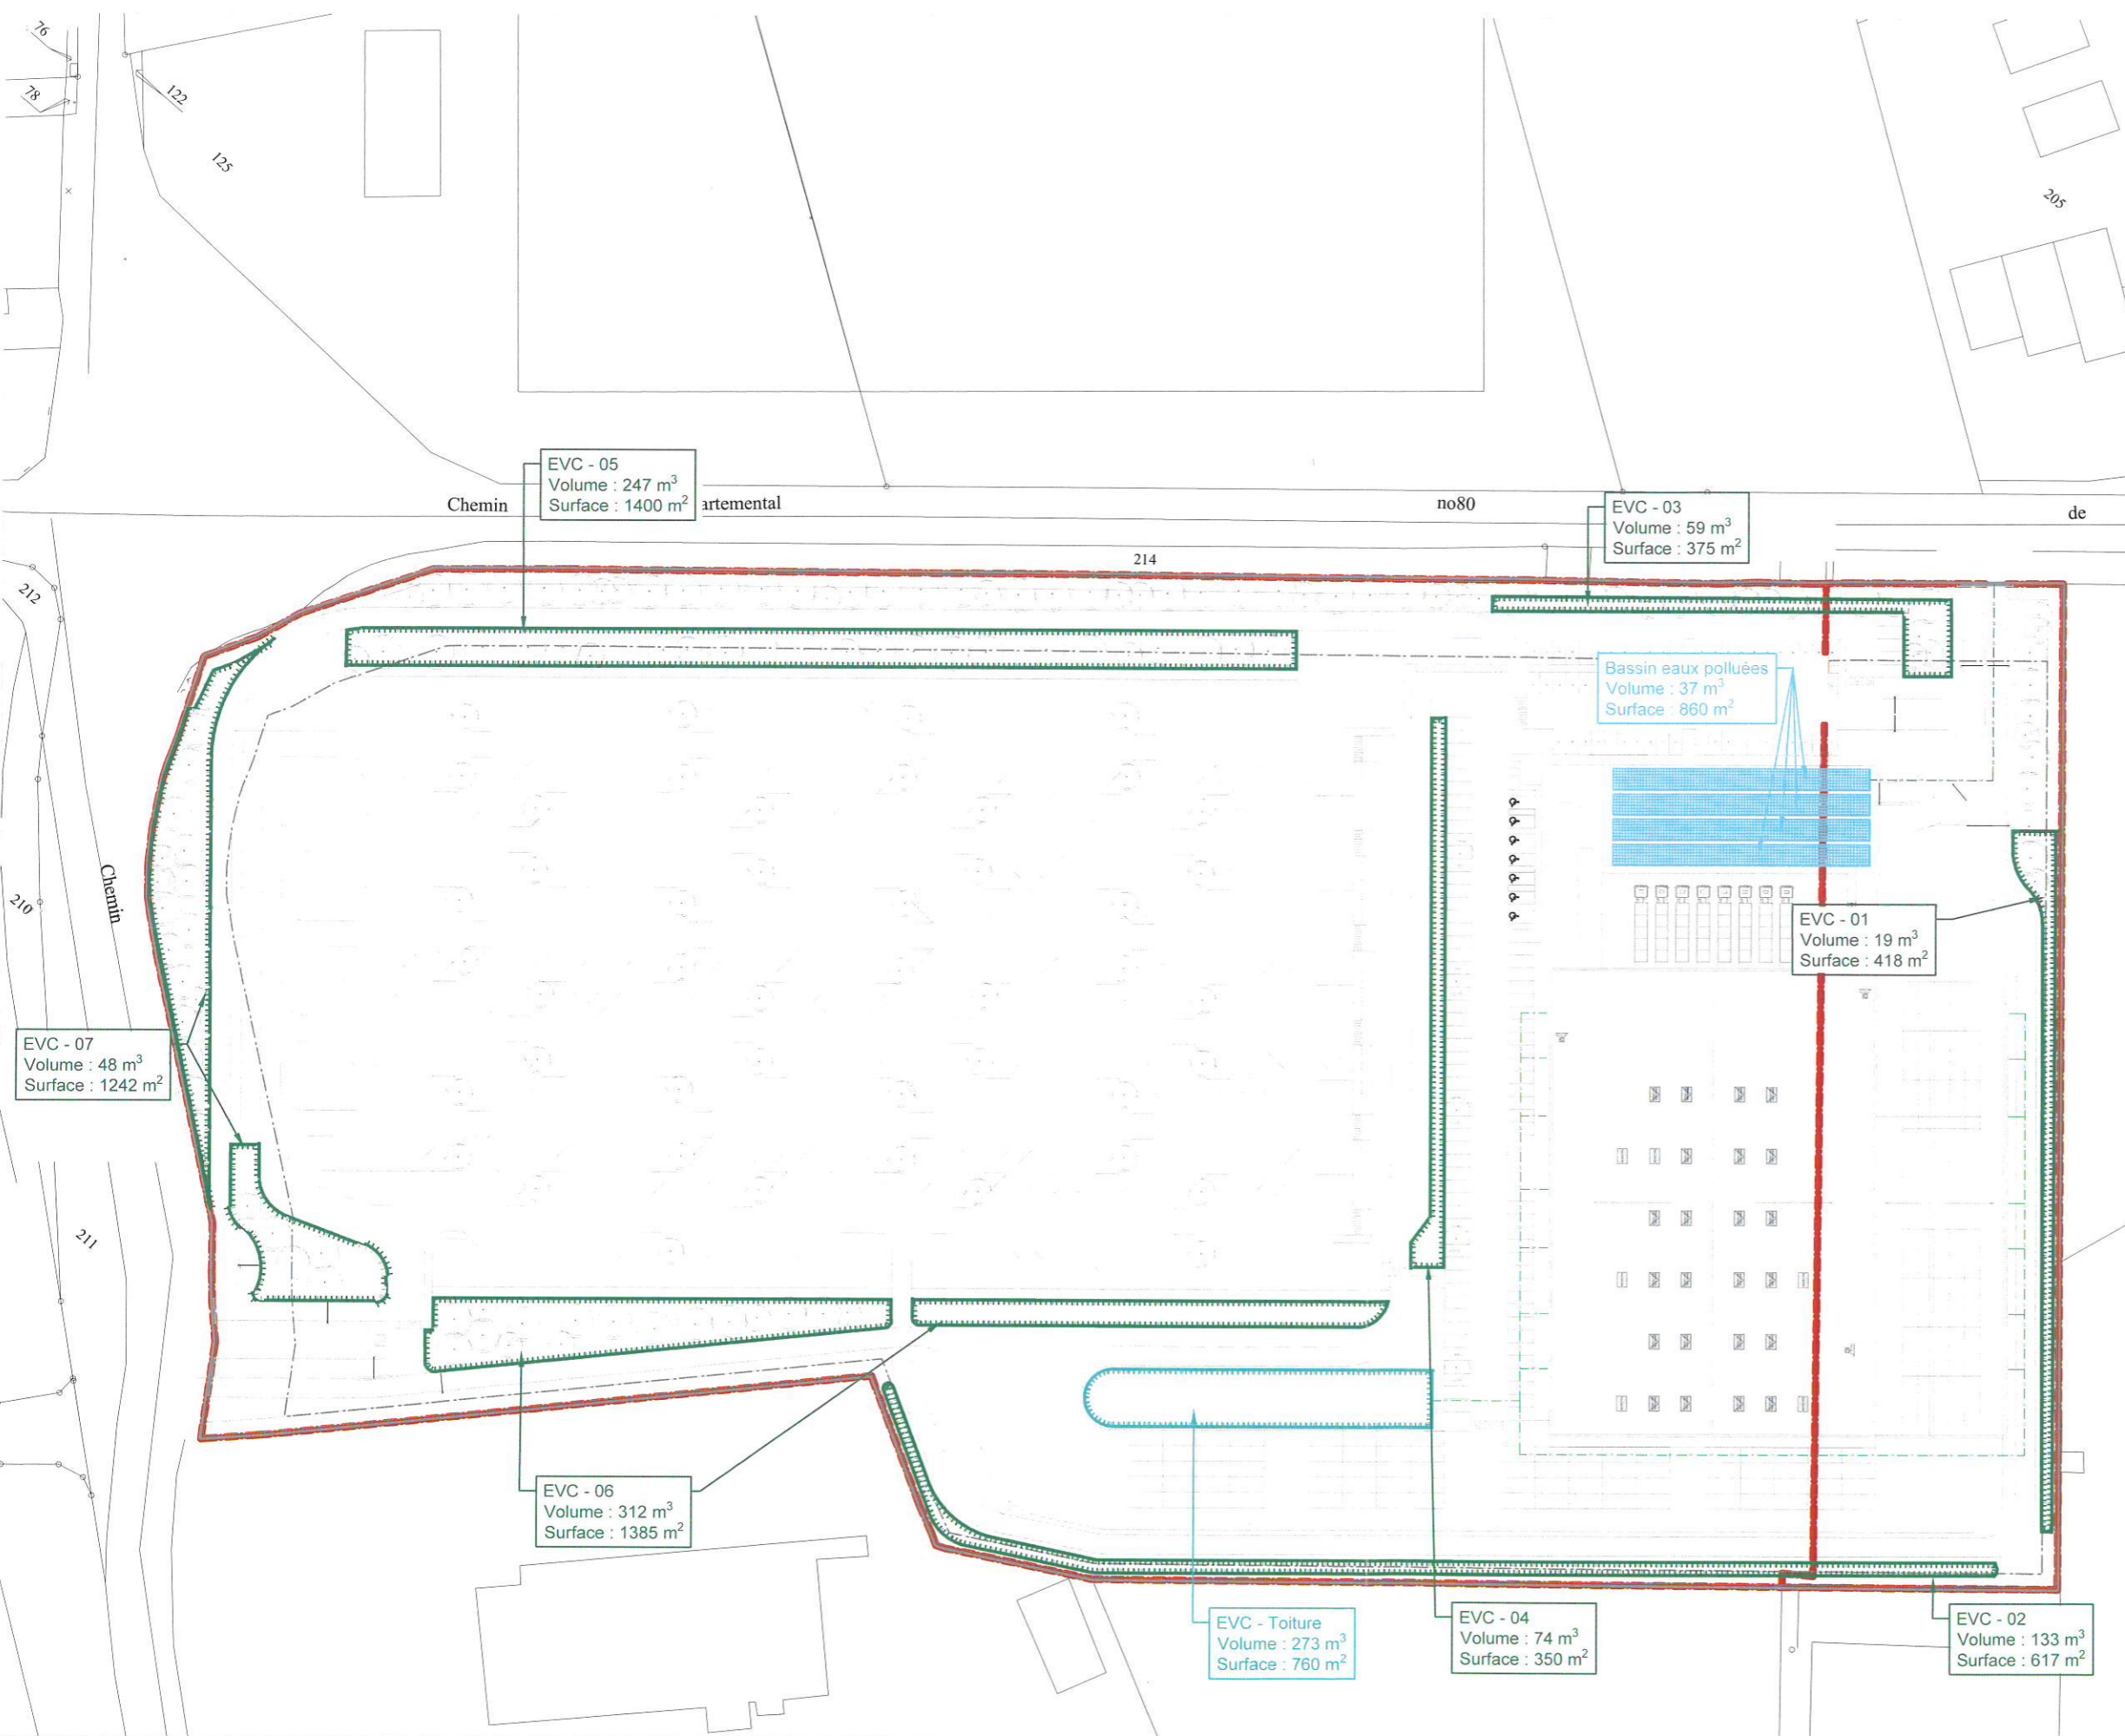 76
78
122
125
205
EVC - 05
Volume : 247 m³
Surface : 1400 m²
Chemin
artemental
no80
EVC - 03
Volume : 59 m³
Surface : 375 m²
de
214
212
Bassin eaux polluées
Volume : 37 m³
Surface : 860 m²
Chemin
210
EVC - 01
Volume : 19 m³
Surface : 418 m²
EVC - 07
Volume : 48 m³
Surface : 1242 m²
211
EVC - 06
Volume : 312 m³
Surface : 1385 m²
EVC - Toiture
Volume : 273 m³
Surface : 760 m²
EVC - 04
Volume : 74 m³
Surface : 350 m²
EVC - 02
Volume : 133 m³
Surface : 617 m²